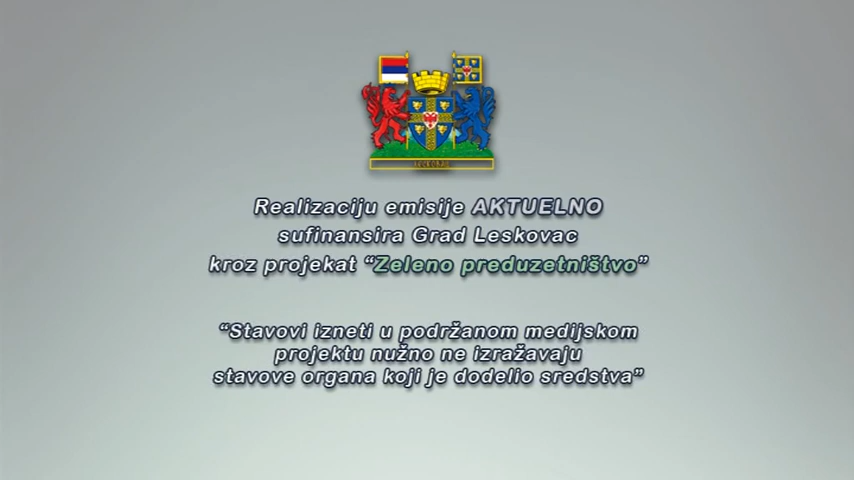 Realizaciju emisije AKTUELNO
sufinansira Grad Leskovac
kroz projekat “Zeleno preduzetništvo”
“Stavovi izneti u podržanom medijskom
projektu nužno ne izražavaju
stavove organa koji je dodelio sredstva”